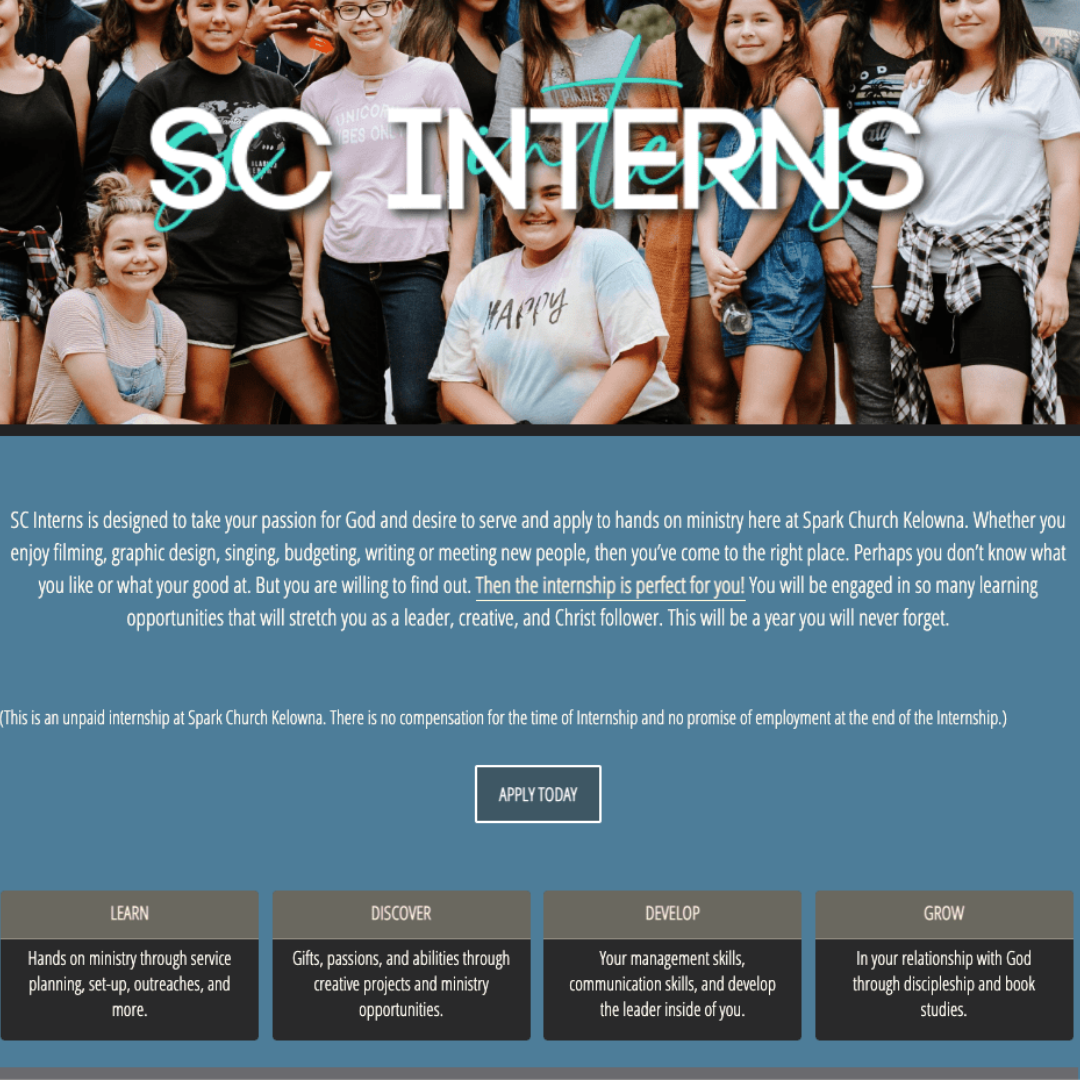 SC INTERNS
sc interns
UNICOR
IBES ONL
PIRATE ST
HAPPY
SC Interns is designed to take your passion for God and desire to serve and apply to hands on ministry here at Spark Church Kelowna. Whether you
enjoy filming, graphic design, singing, budgeting, writing or meeting new people, then you’ve come to the right place. Perhaps you don’t know what
you like or what your good at. But you are willing to find out. Then the internship is perfect for you! You will be engaged in so many learning
opportunities that will stretch you as a leader, creative, and Christ follower. This will be a year you will never forget.
(This is an unpaid internship at Spark Church Kelowna. There is no compensation for the time of Internship and no promise of employment at the end of the Internship.)
APPLY TODAY
LEARN
Hands on ministry through service
planning, set-up, outreaches, and
more.
DISCOVER
Gifts, passions, and abilities through
creative projects and ministry
opportunities.
DEVELOP
Your management skills,
communication skills, and develop
the leader inside of you.
GROW
In your relationship with God
through discipleship and book
studies.